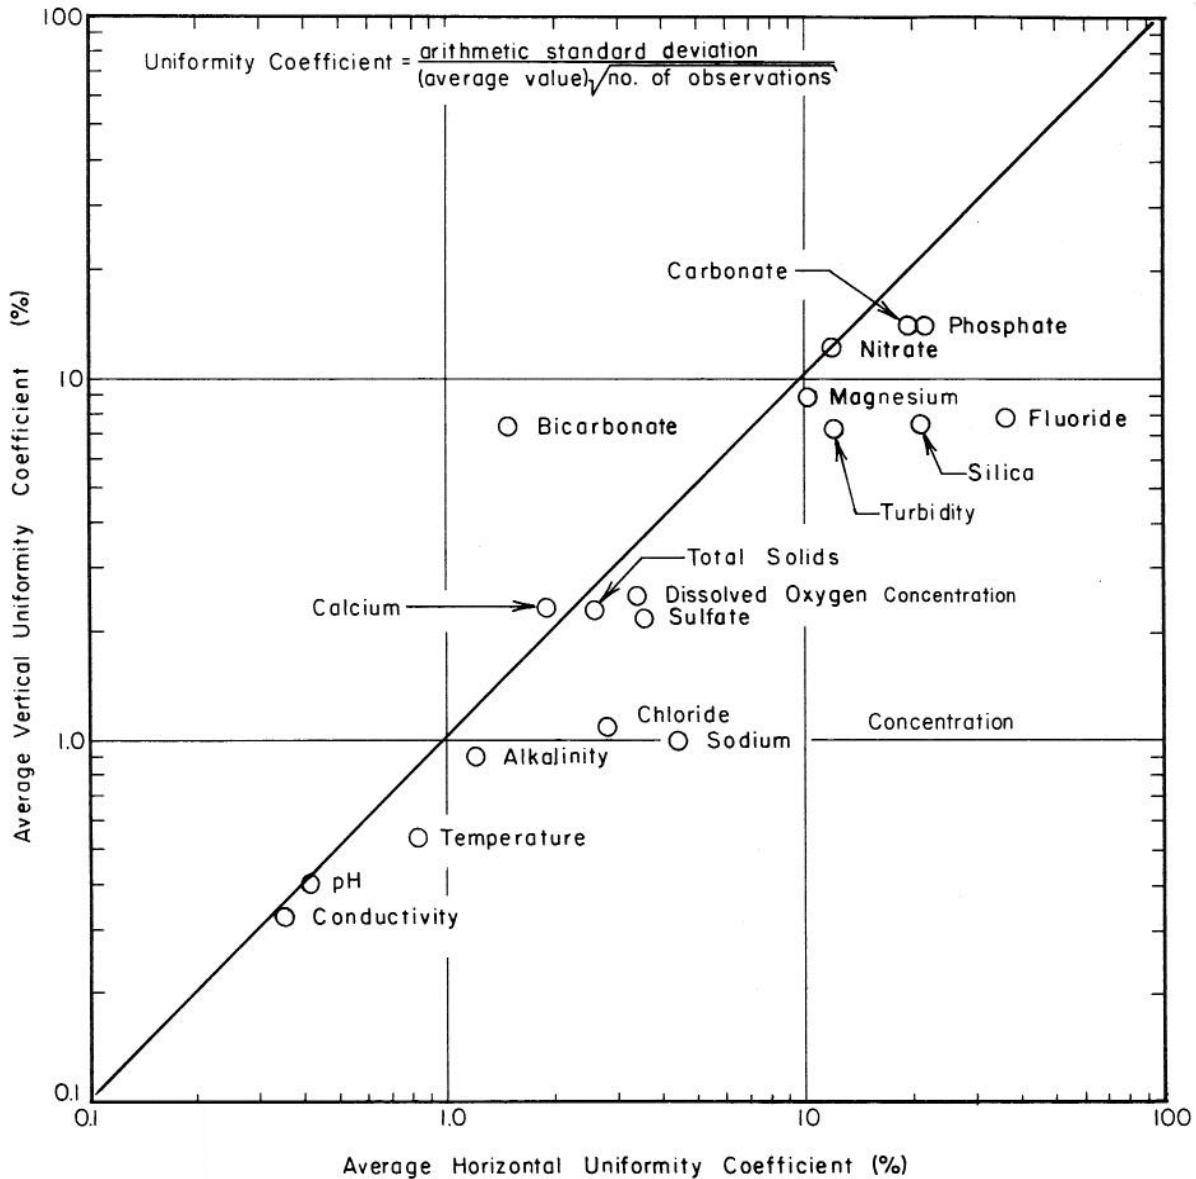 100
Uniformity Coefficient = arithmetic standard deviation
(average value)√no. of observations
Carbonate
Phosphate
Nitrate
10
Magnesium
Bicarbonate
Fluoride
Silica
Turbidity
Total Solids
Calcium
Dissolved Oxygen Concentration
Sulfate
Chloride
Concentration
1.0
Sodium
Alkalinity
Temperature
pH
Conductivity
0.1
0.1 1.0 10 100
Average Horizontal Uniformity Coefficient (%)
Average Vertical Uniformity Coefficient (%)